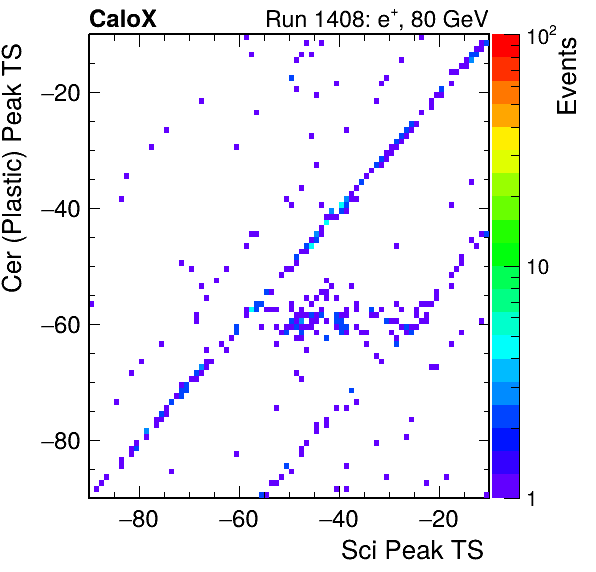 CaloX Run 1408: e⁺, 80 GeV
Cer (Plastic) Peak TS
−20
−40
−60
−80
−80 −60 −40 −20
Sci Peak TS
10²
10
1
Events